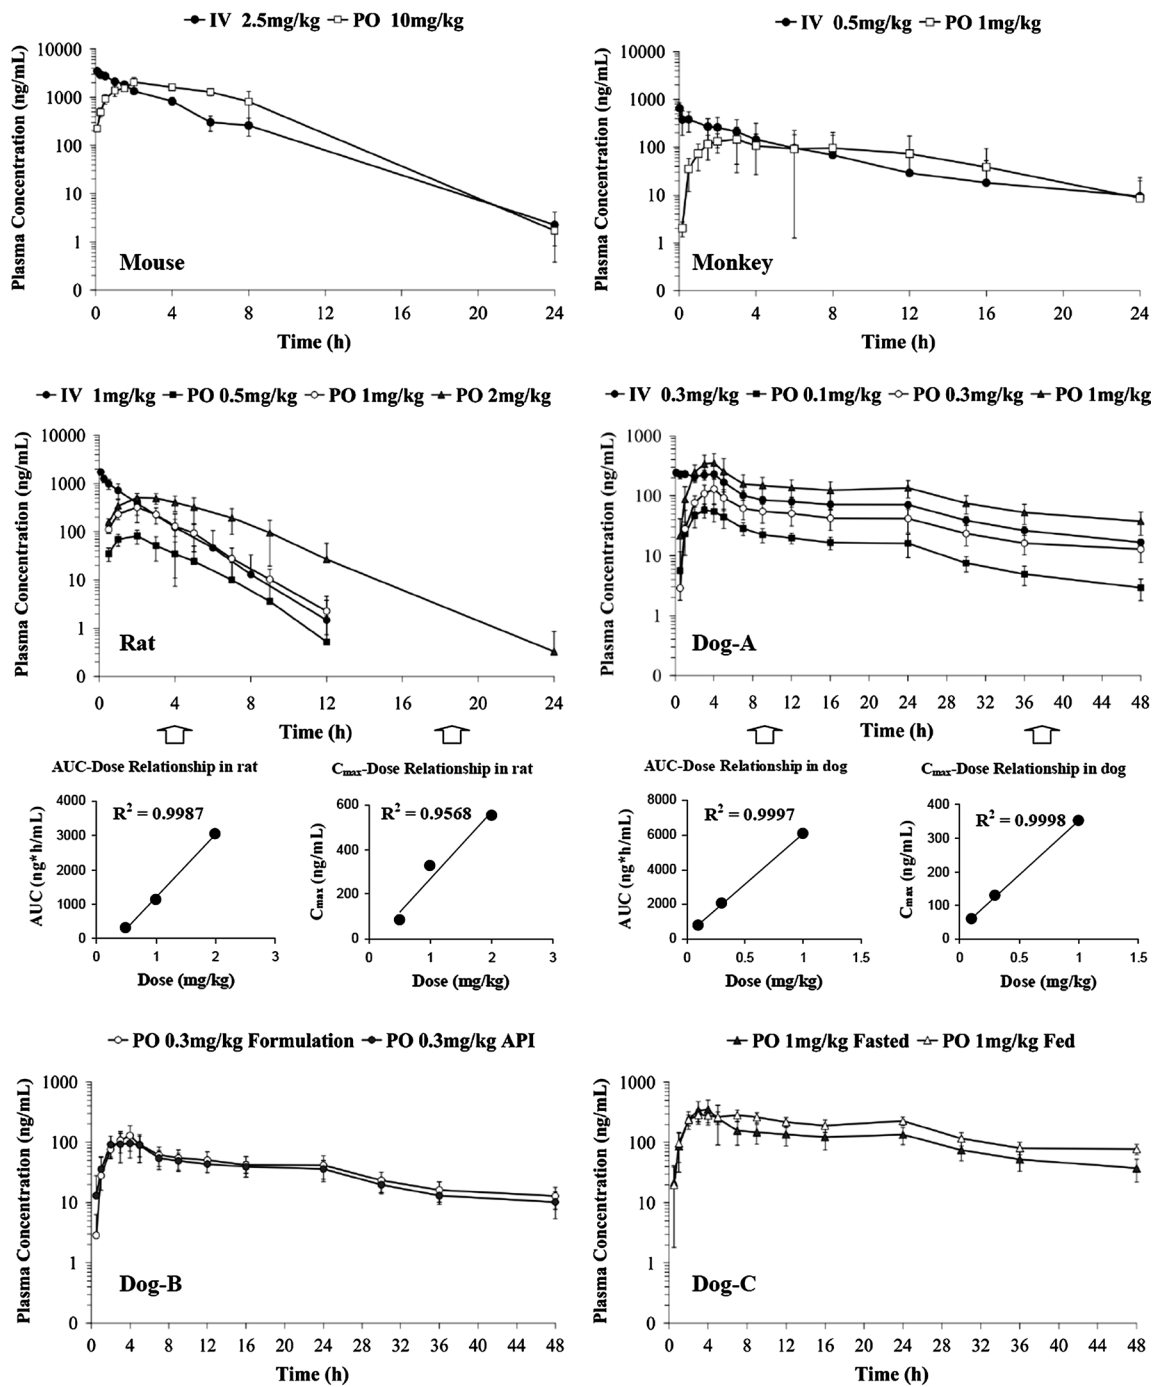 IV 2.5mg/kg PO 10mg/kg
Plasma Concentration (ng/mL)
10000
1000
100
10
1
0
Mouse
0 4 8 12 16 20 24
Time (h)
IV 0.5mg/kg PO 1mg/kg
Plasma Concentration (ng/mL)
10000
1000
100
10
1
0
Monkey
0 4 8 12 16 20 24
Time (h)
IV 1mg/kg PO 0.5mg/kg PO 1mg/kg PO 2mg/kg
Plasma Concentration (ng/mL)
10000
1000
100
10
1
0
Rat
0 4 8 12 16 20 24
Time (h)
IV 0.3mg/kg PO 0.1mg/kg PO 0.3mg/kg PO 1mg/kg
Plasma Concentration (ng/mL)
1000
100
10
1
0
Dog-A
0 4 8 12 16 20 24 28 32 36 40 44 48
Time (h)
AUC-Dose Relationship in rat
AUC (ng*h/mL)
4000
3000
2000
1000
0
R² = 0.9987
0 1 2 3
Dose (mg/kg)
Cmax-Dose Relationship in rat
Cmax (ng/mL)
600
400
200
0
R² = 0.9568
0 1 2 3
Dose (mg/kg)
AUC-Dose Relationship in dog
AUC (ng*h/mL)
8000
6000
4000
2000
0
R² = 0.9997
0 0.5 1 1.5
Dose (mg/kg)
Cmax-Dose Relationship in dog
Cmax (ng/mL)
400
300
200
100
0
R² = 0.9998
0 0.5 1 1.5
Dose (mg/kg)
PO 0.3mg/kg Formulation PO 0.3mg/kg API
Plasma Concentration (ng/mL)
1000
100
10
1
0
Dog-B
0 4 8 12 16 20 24 28 32 36 40 44 48
Time (h)
PO 1mg/kg Fasted PO 1mg/kg Fed
Plasma Concentration (ng/mL)
1000
100
10
1
0
Dog-C
0 4 8 12 16 20 24 28 32 36 40 44 48
Time (h)